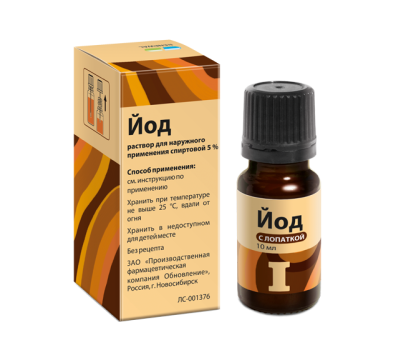 Йод
раствор для наружного
применения спиртовой 5 %
Способ применения:
см. инструкцию по
применению
Хранить при температуре
не выше 25 °С, вдали от
огня
Хранить в недоступном
для детей месте
Без рецепта
ЗАО «Производственная
фармацевтическая
компания Обновление»,
Россия, г. Новосибирск
ЛС-001376
Йод
С ЛОПАТКОЙ
10 мл
I